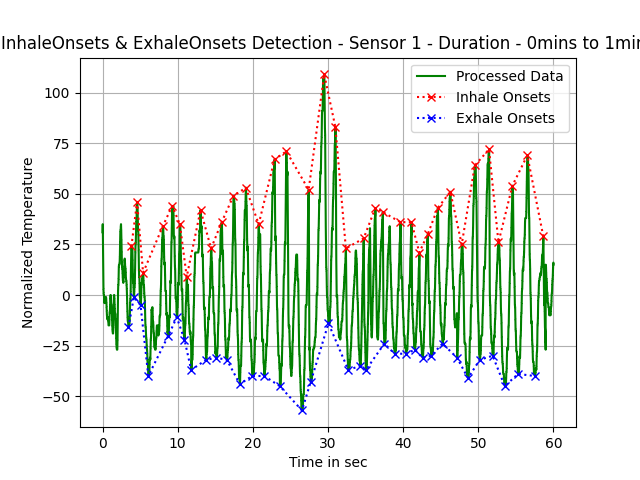 InhaleOnsets & ExhaleOnsets Detection - Sensor 1 - Duration - 0mins to 1min
Processed Data
Inhale Onsets
Exhale Onsets
Normalized Temperature
100
75
50
25
0
−25
−50
0 10 20 30 40 50 60
Time in sec